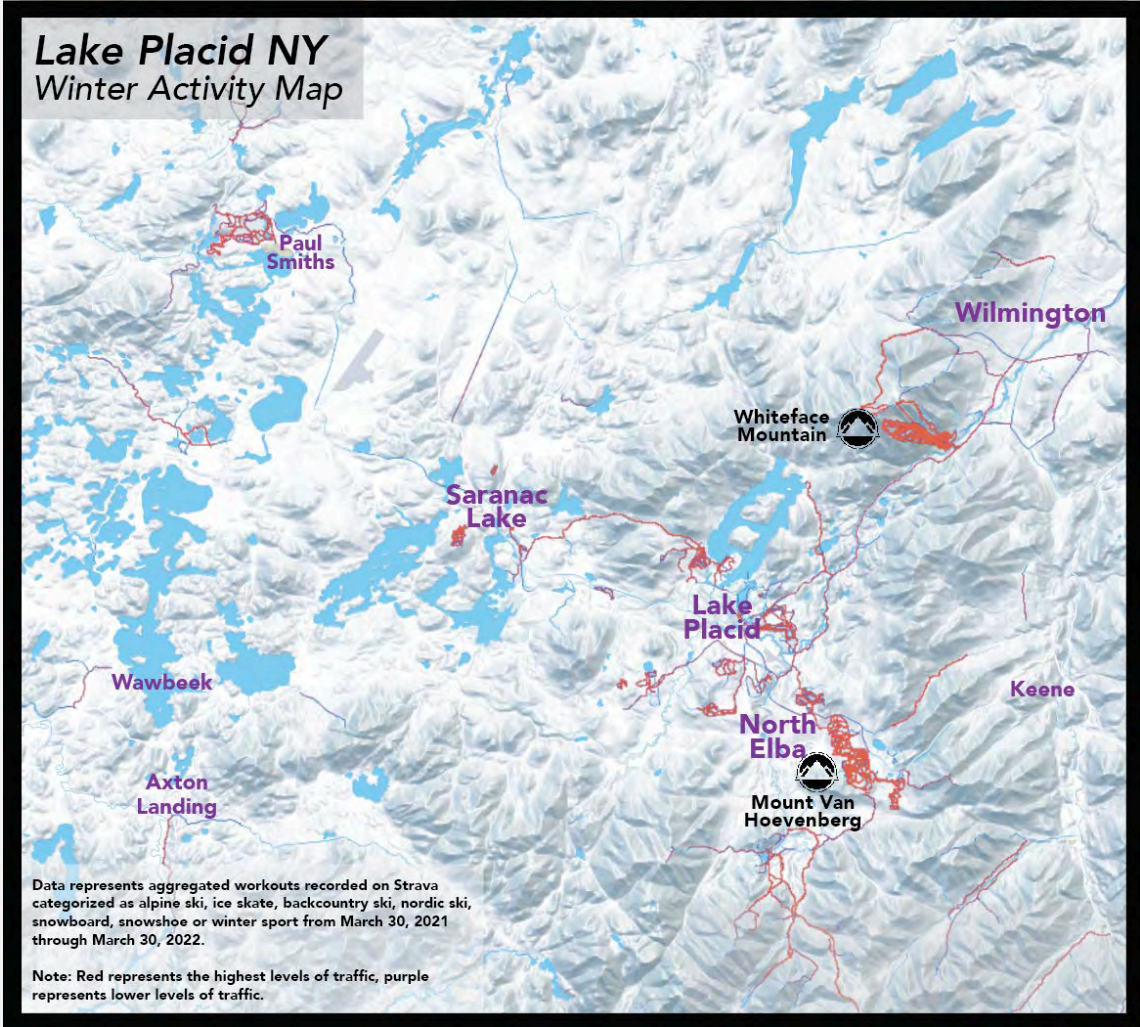 Lake Placid NY
Winter Activity Map
Paul
Smiths
Wilmington
Whiteface
Mountain
Saranac
Lake
Lake
Placid
Wawbeek
Keene
North
Elba
Axton
Landing
Mount Van
Hoevenberg
Data represents aggregated workouts recorded on Strava
categorized as alpine ski, ice skate, backcountry ski, nordic ski,
snowboard, snowshoe or winter sport from March 30, 2021
through March 30, 2022.
Note: Red represents the highest levels of traffic, purple
represents lower levels of traffic.